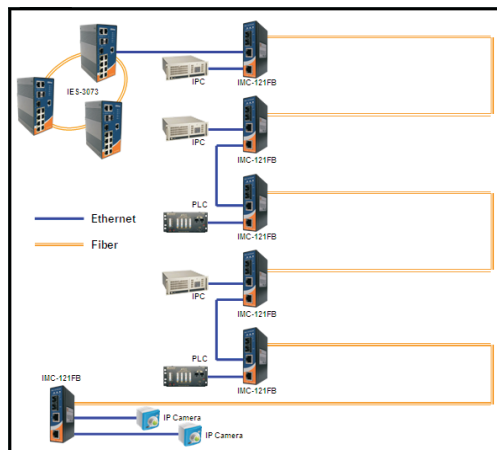 IES-3073
IPC
IMC-121FB
IPC
IMC-121FB
PLC
IMC-121FB
Ethernet
Fiber
IPC
IMC-121FB
PLC
IMC-121FB
IMC-121FB
IP Camera
IP Camera